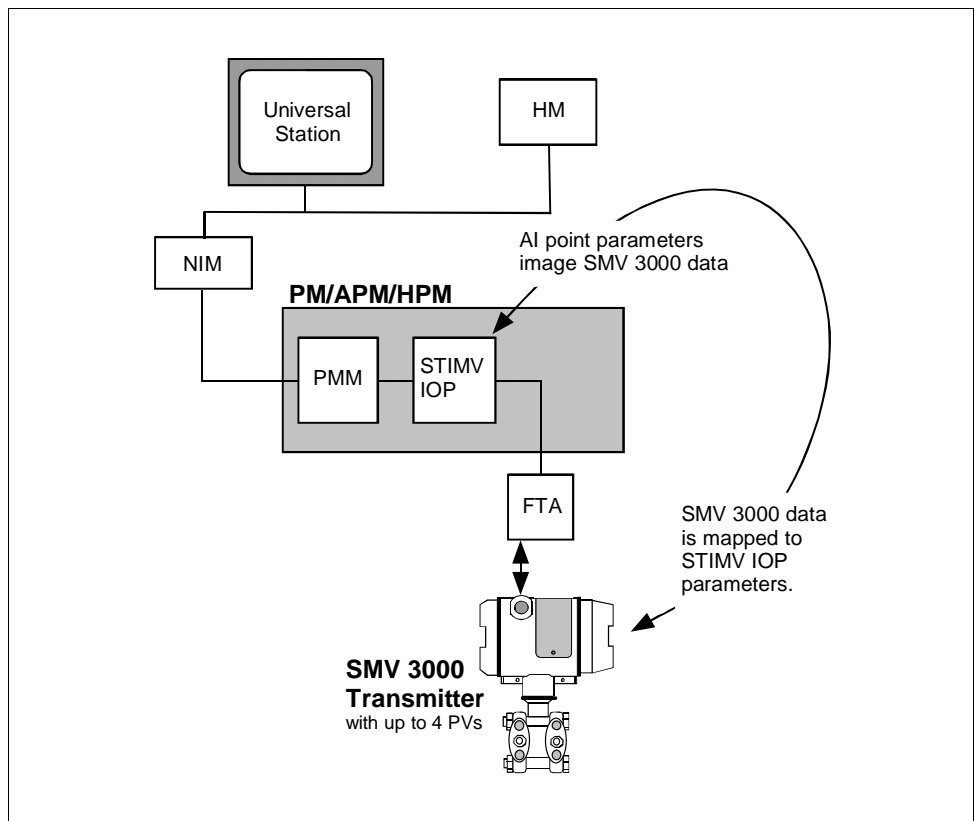 Universal
Station
HM
NIM
AI point parameters
image SMV 3000 data
PM/APM/HPM
PMM
STIMV
IOP
FTA
SMV 3000 data
is mapped to
STIMV IOP
parameters.
SMV 3000
Transmitter
with up to 4 PVs